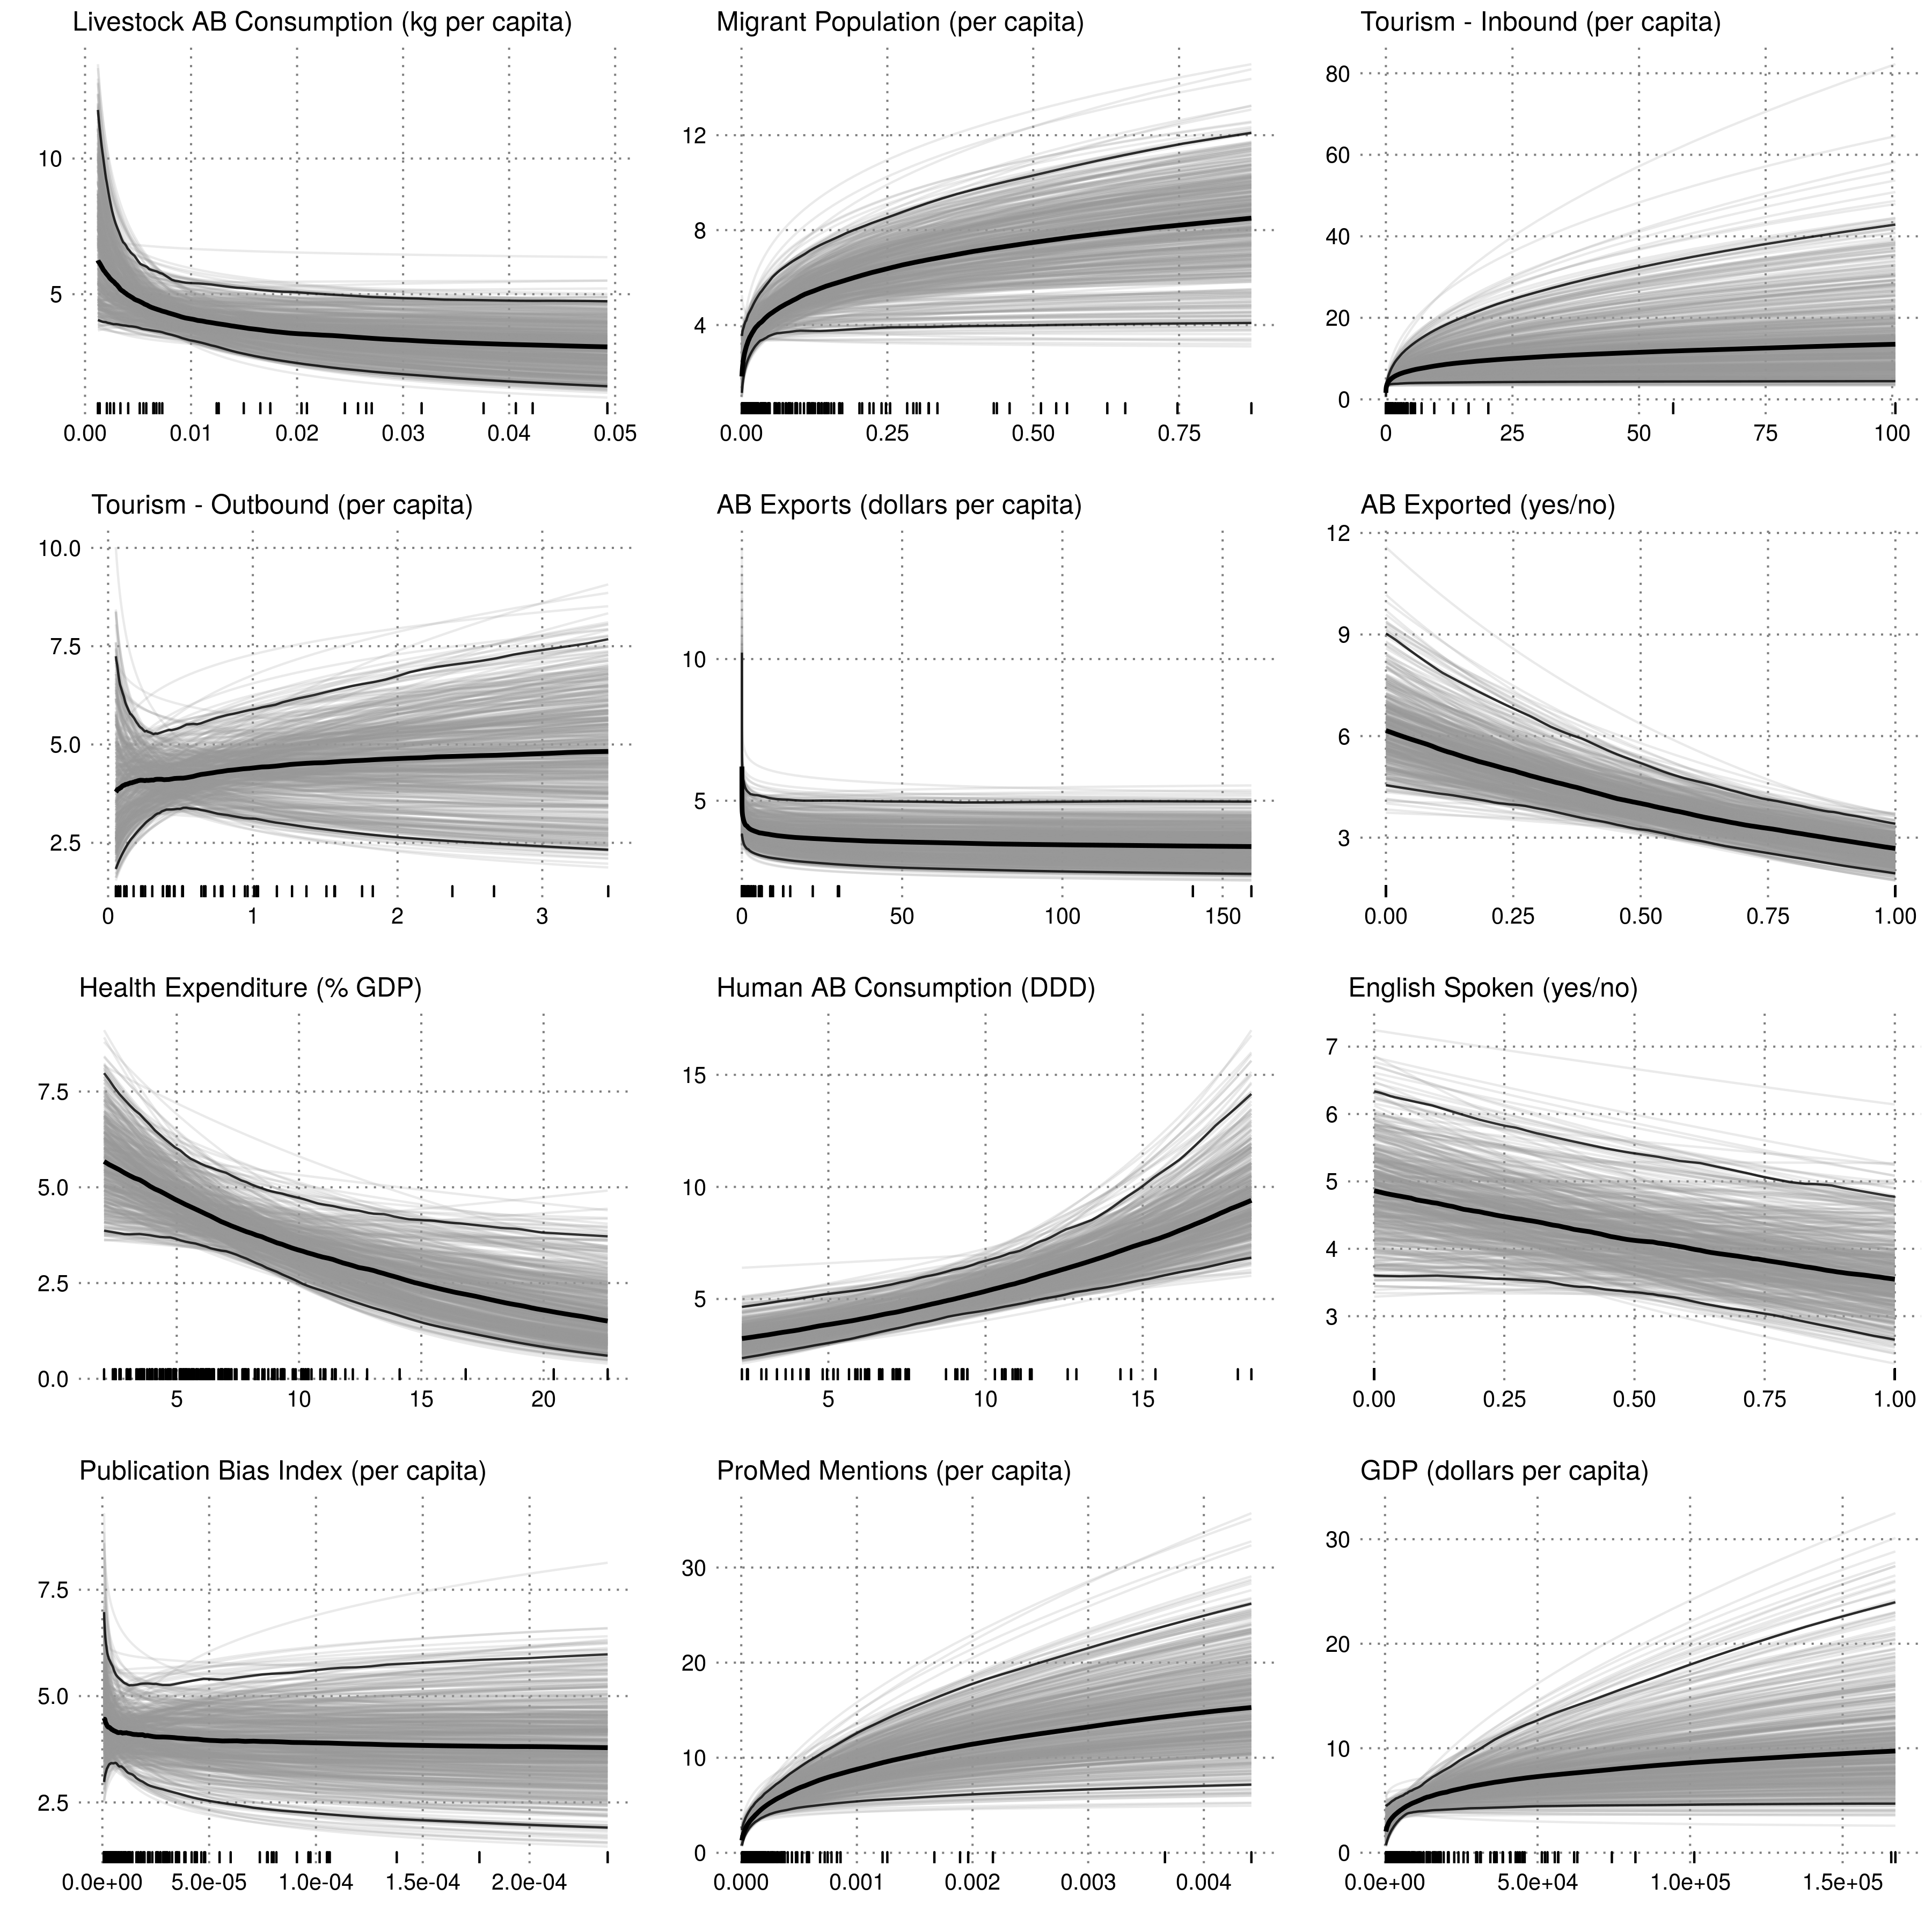 Livestock AB Consumption (kg per capita)
10
5
0.00 0.01 0.02 0.03 0.04 0.05
Migrant Population (per capita)
12
8
4
0.00 0.25 0.50 0.75
Tourism - Inbound (per capita)
80
60
40
20
0
0 25 50 75 100
Tourism - Outbound (per capita)
10.0
7.5
5.0
2.5
0 1 2 3
AB Exports (dollars per capita)
10
5
0 50 100 150
AB Exported (yes/no)
12
9
6
3
0.00 0.25 0.50 0.75 1.00
Health Expenditure (% GDP)
7.5
5.0
2.5
0.0
5 10 15 20
Human AB Consumption (DDD)
15
10
5
5 10 15
English Spoken (yes/no)
7
6
5
4
3
0.00 0.25 0.50 0.75 1.00
Publication Bias Index (per capita)
7.5
5.0
2.5
0.0e+00 5.0e-05 1.0e-04 1.5e-04 2.0e-04
ProMed Mentions (per capita)
30
20
10
0
0.000 0.001 0.002 0.003 0.004
GDP (dollars per capita)
30
20
10
0
0.0e+00 5.0e+04 1.0e+05 1.5e+05